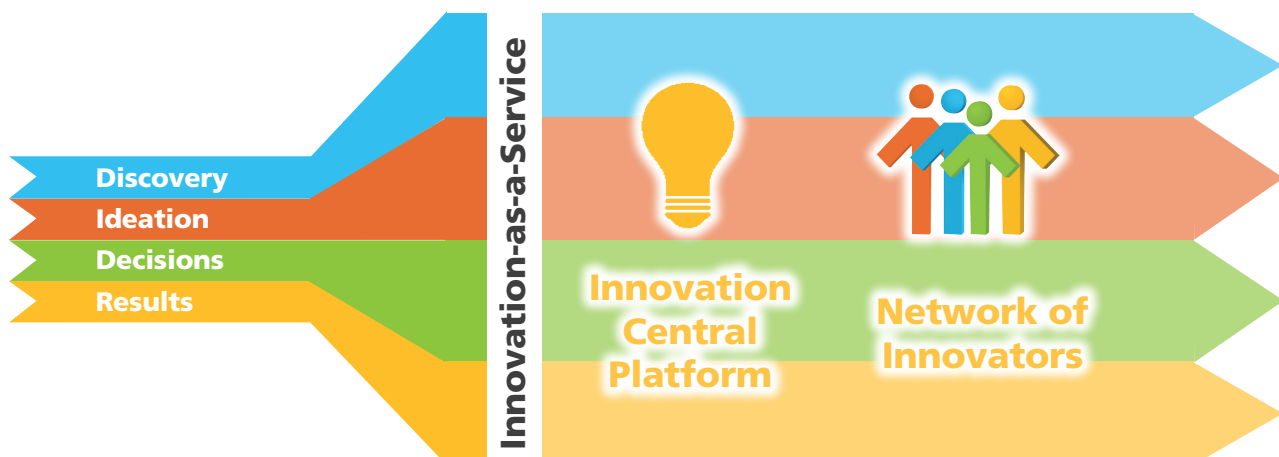 Discovery
Ideation
Decisions
Results
Innovation-as-a-Service
Innovation
Central
Platform
Network of
Innovators